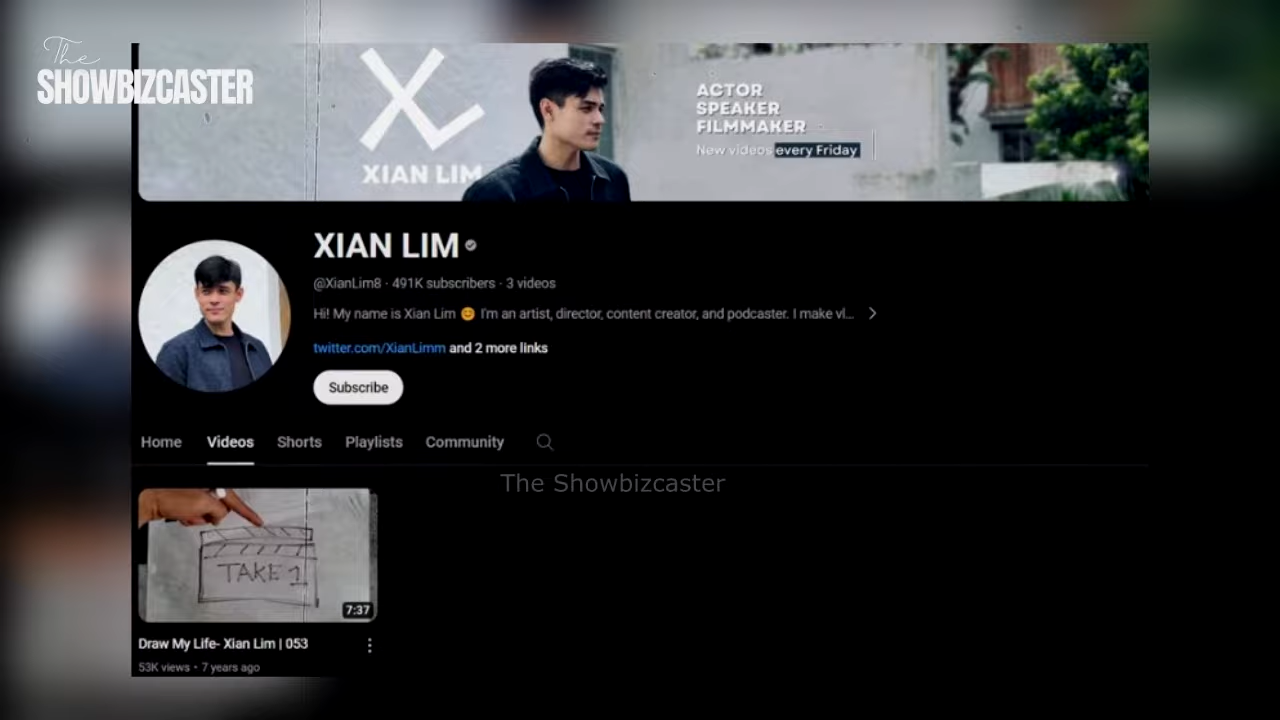 The
SHOWBIZCASTER
XL
XIAN LIM
ACTOR
SPEAKER
FILMMAKER
New videos every Friday
XIAN LIM
@XianLim8 · 491K subscribers · 3 videos
Hi! My name is Xian Lim 😊 I'm an artist, director, content creator, and podcaster. I make vl...
twitter.com/XianLimm and 2 more links
Subscribe
Home Videos Shorts Playlists Community
The Showbizcaster
TAKE 1
7:37
Draw My Life- Xian Lim | 053
53K views • 7 years ago